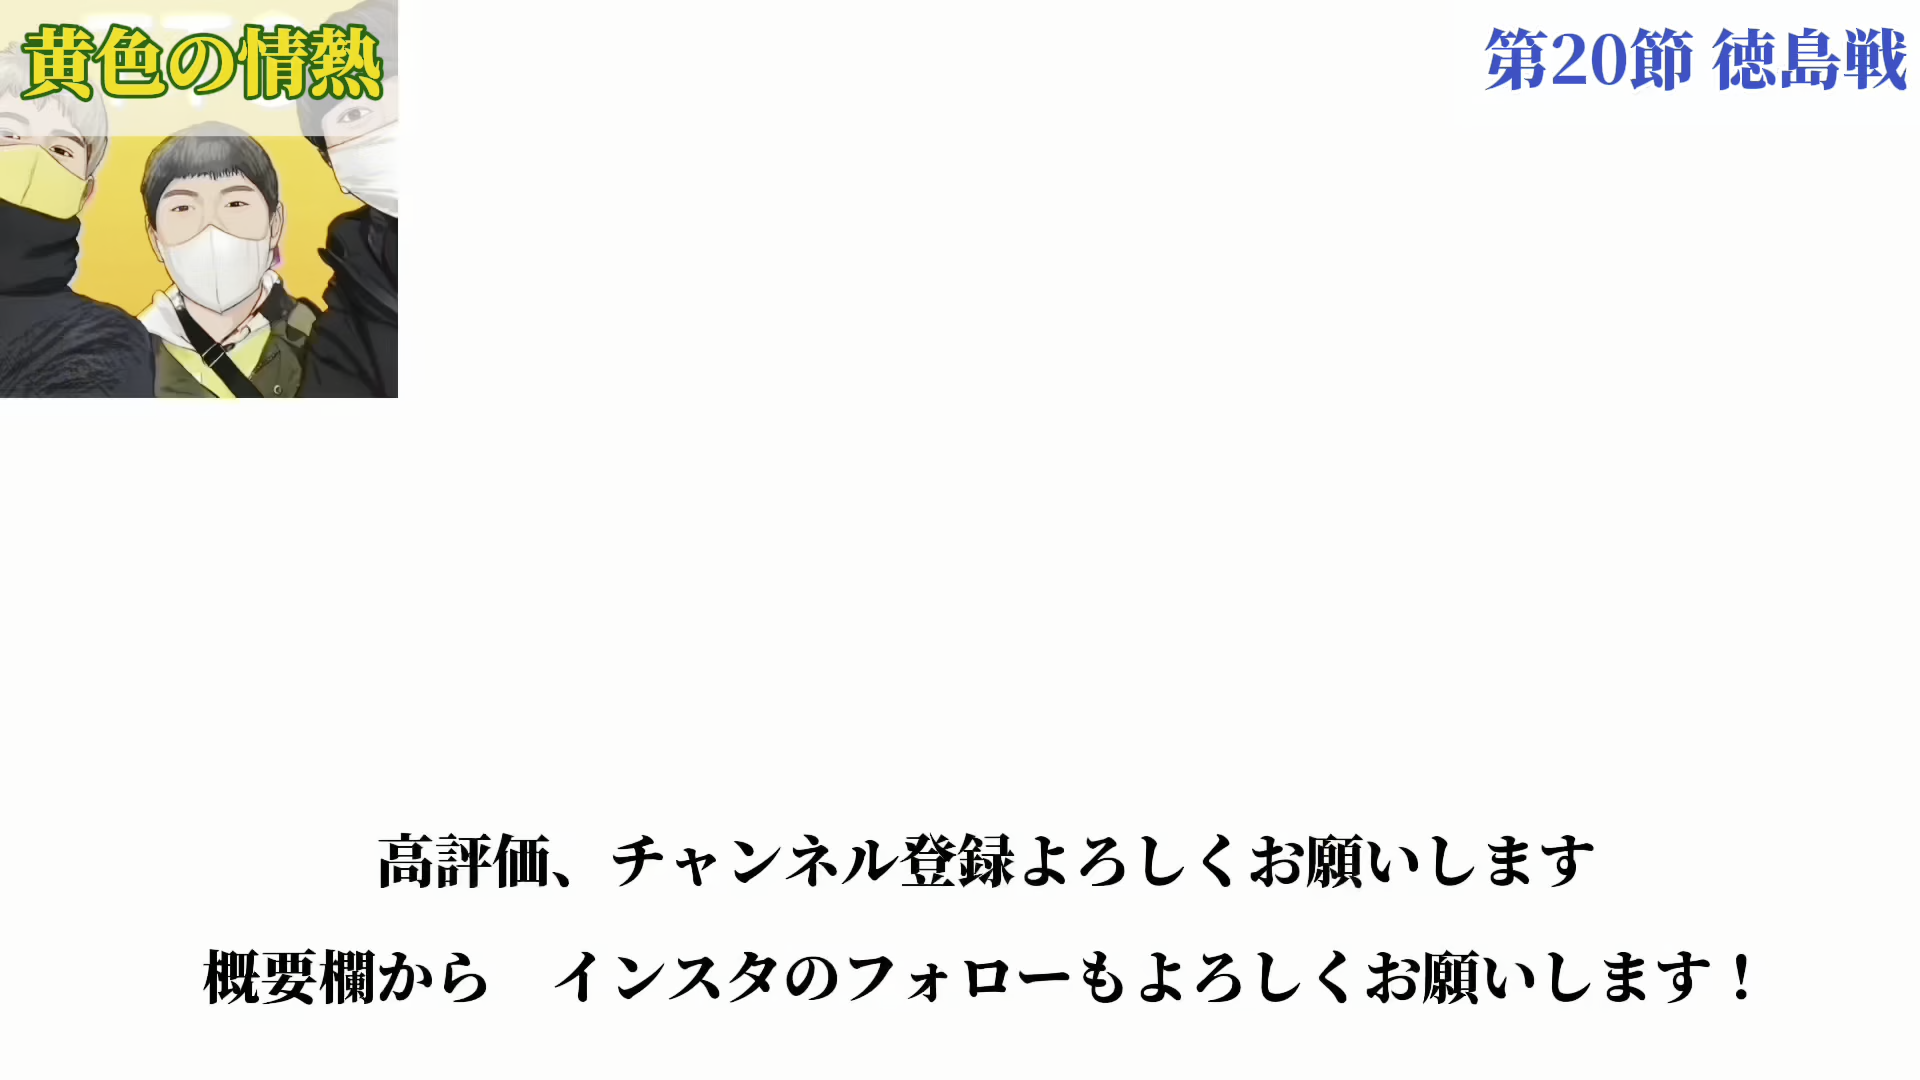 黄色の情熱
第20節 徳島戦
高評価、チャンネル登録よろしくお願いします
概要欄から　インスタのフォローもよろしくお願いします！